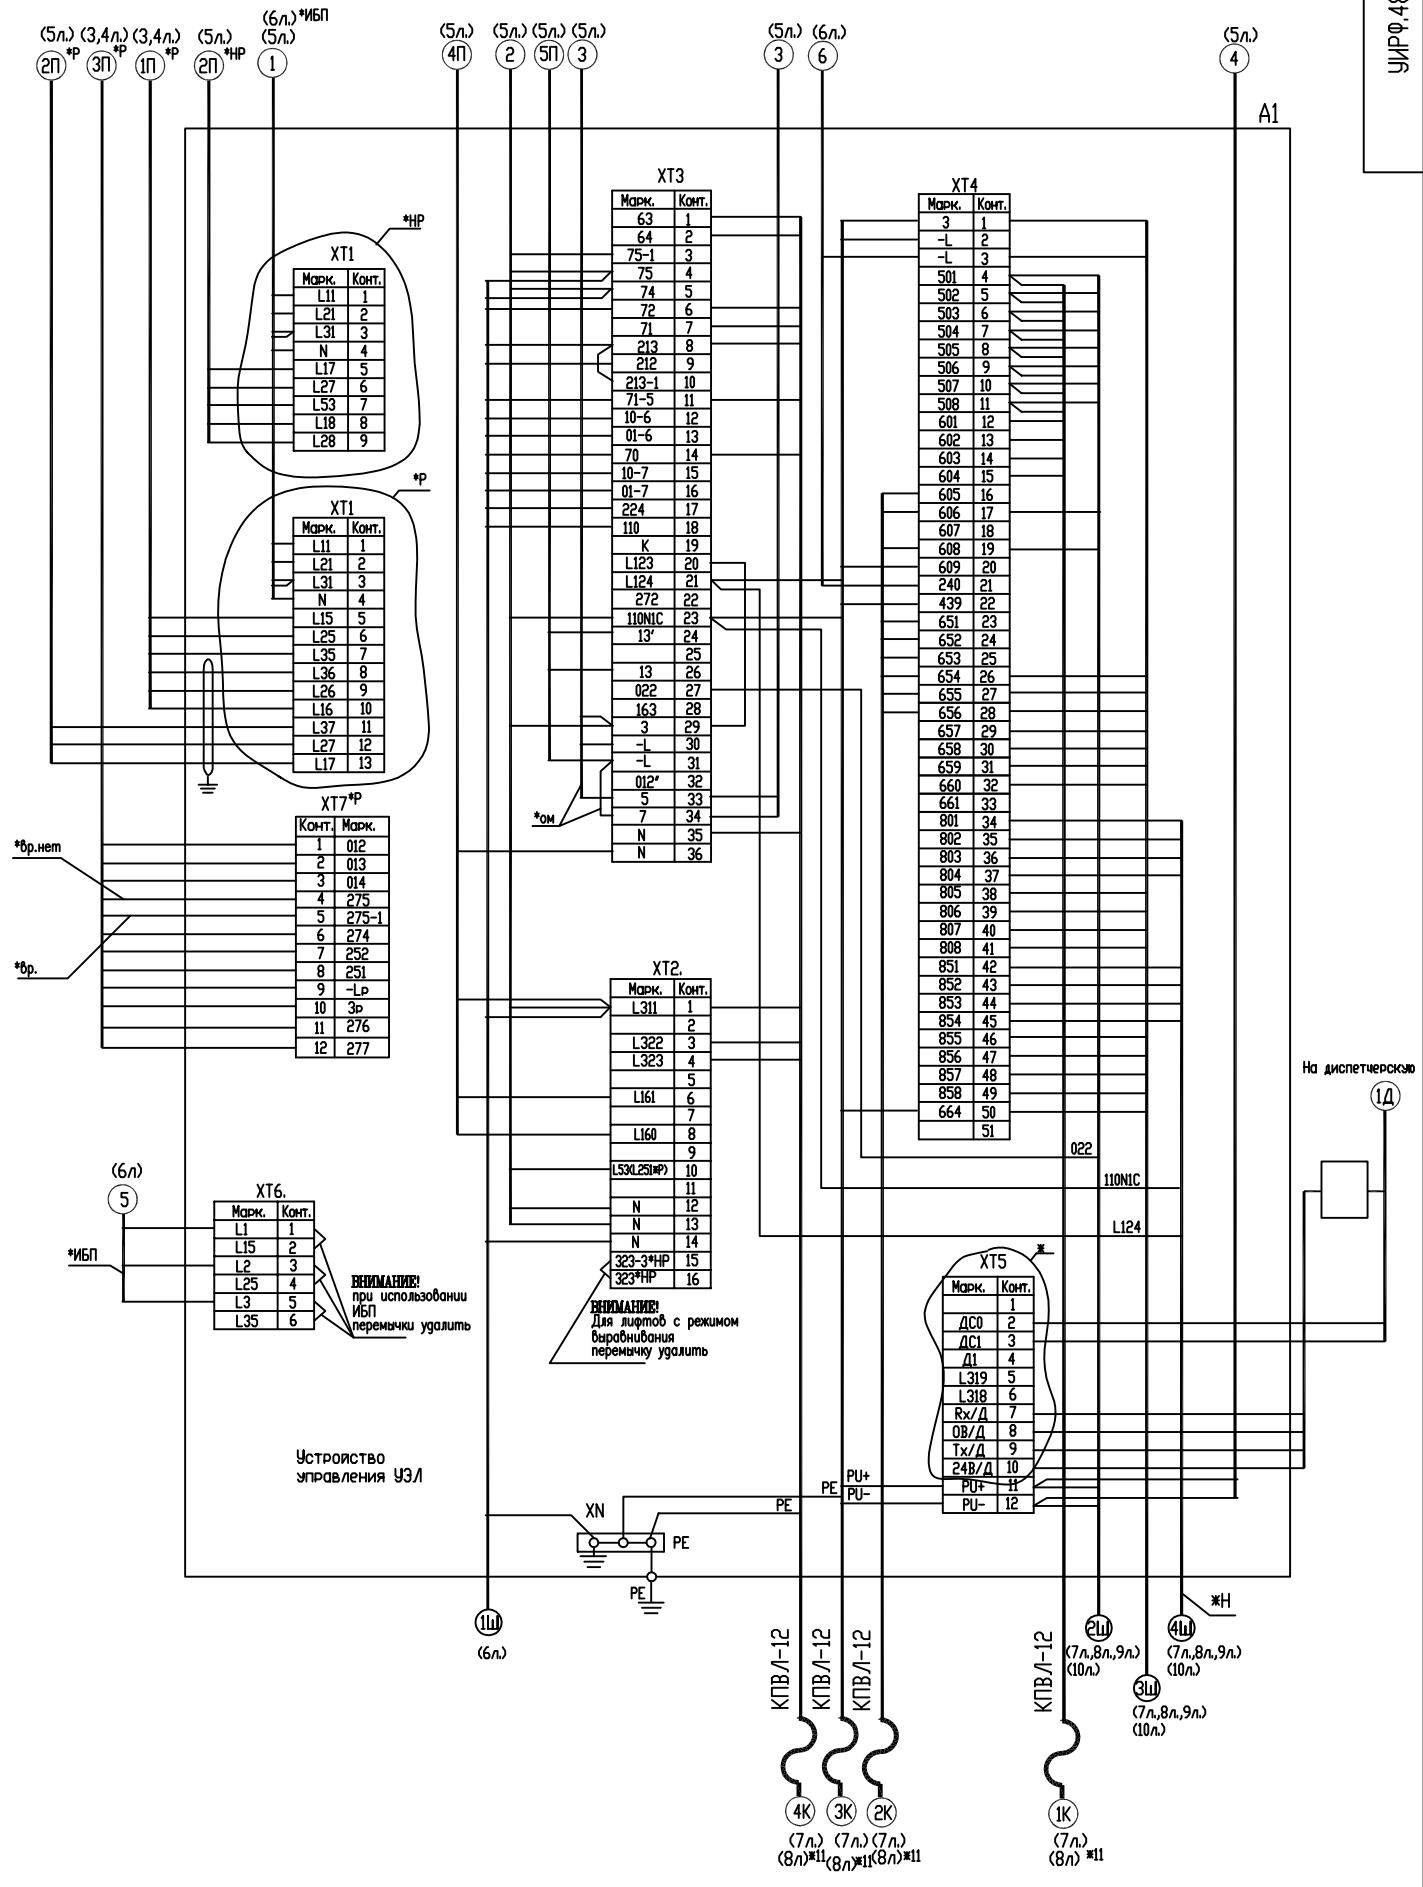 УИРФ.48
(5л.) (3,4л.) (3,4л.) (5л.) (6л.)*ИБП (5л.) (5л.) (5л.) (5л.) (5л.) (5л.) (6л.) (5л.)
2П *Р 3П *Р 1П *Р 2П *НР 1 4П 2 5П 3 3 6 4
А1
*НР
XT1
Марк. Конт.
L11 1
L21 2
L31 3
N 4
L17 5
L27 6
L53 7
L18 8
L28 9
*Р
XT1
Марк. Конт.
L11 1
L21 2
L31 3
N 4
L15 5
L25 6
L35 7
L36 8
L26 9
L16 10
L37 11
L27 12
L17 13
XT7*Р
Конт. Марк.
1 012
2 013
3 014
4 275
5 275-1
6 274
7 252
8 251
9 -Lр
10 3р
11 276
12 277
*вр.нет
*вр.
(6л)
5
*ИБП
XT6.
Марк. Конт.
L1 1
L15 2
L2 3
L25 4
L3 5
L35 6
ВНИМАНИЕ!
при использовании
ИБП
перемычки удалить
Устройство
управления УЭЛ
XT3
Марк. Конт.
63 1
64 2
75-1 3
75 4
74 5
72 6
71 7
213 8
212 9
213-1 10
71-5 11
10-6 12
01-6 13
70 14
10-7 15
01-7 16
224 17
110 18
К 19
L123 20
L124 21
272 22
110N1C 23
13' 24
25
13 26
022 27
163 28
3 29
-L 30
-L 31
012" 32
5 33
7 34
N 35
N 36
*ом
XT2.
Марк. Конт.
L311 1
2
L322 3
L323 4
5
L161 6
7
L160 8
9
L53(L251*Р) 10
11
N 12
N 13
N 14
323-3*НР 15
323*НР 16
ВНИМАНИЕ!
Для лифтов с режимом
выравнивания
перемычку удалить
XT4
Марк. Конт.
3 1
-L 2
-L 3
501 4
502 5
503 6
504 7
505 8
506 9
507 10
508 11
601 12
602 13
603 14
604 15
605 16
606 17
607 18
608 19
609 20
240 21
439 22
651 23
652 24
653 25
654 26
655 27
656 28
657 29
658 30
659 31
660 32
661 33
801 34
802 35
803 36
804 37
805 38
806 39
807 40
808 41
851 42
852 43
853 44
854 45
855 46
856 47
857 48
858 49
664 50
51
022
110N1C
L124
На диспетчерскую
1Д
*
XT5
Марк. Конт.
1
ДС0 2
ДС1 3
Д1 4
L319 5
L318 6
Rx/Д 7
ОВ/Д 8
Тx/Д 9
24В/Д 10
PU+ 11
PU- 12
PU+
PE PU-
PE
XN
PE
PE
1Ш
(6л.)
*Н
2Ш
(7л.,8л.,9л.)
(10л.)
4Ш
(7л.,8л.,9л.)
(10л.)
3Ш
(7л.,8л.,9л.)
(10л.)
КПВЛ-12 КПВЛ-12 КПВЛ-12 КПВЛ-12
4К 3К 2К 1К
(7л.) (7л.) (7л.) (7л.)
(8л)*11 (8л)*11 (8л)*11 (8л) *11